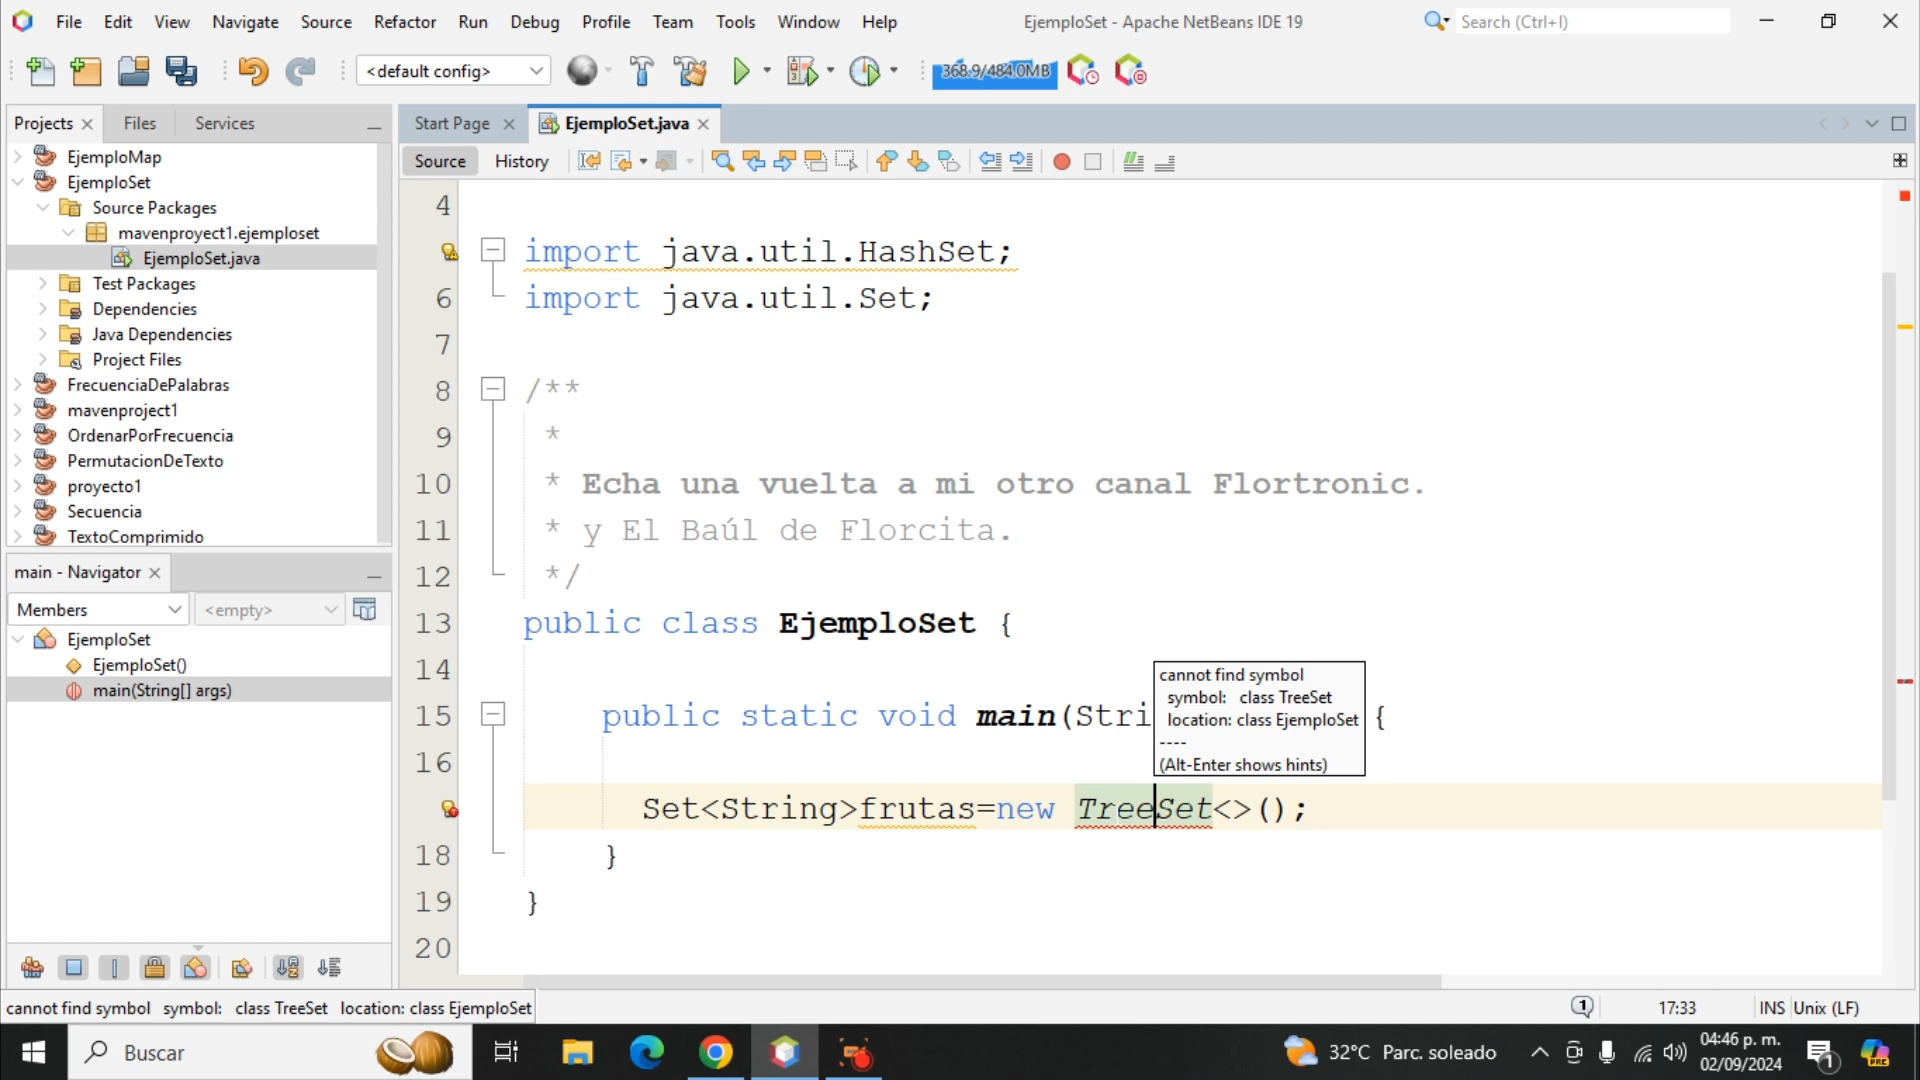 File Edit View Navigate Source Refactor Run Debug Profile Team Tools Window Help
EjemploSet - Apache NetBeans IDE 19
Search (Ctrl+I)
<default config>
368.9/484.0MB
Projects Files Services
EjemploMap
EjemploSet
Source Packages
mavenproyect1.ejemploset
EjemploSet.java
Test Packages
Dependencies
Java Dependencies
Project Files
FrecuenciaDePalabras
mavenproject1
OrdenarPorFrecuencia
PermutacionDeTexto
proyecto1
Secuencia
TextoComprimido
main - Navigator
Members <empty>
EjemploSet
EjemploSet()
main(String[] args)
Start Page EjemploSet.java
Source History
4
import java.util.HashSet;
6 import java.util.Set;
7
8 /**
9 *
10 * Echa una vuelta a mi otro canal Flortronic.
11 * y El Baúl de Florcita.
12 */
13 public class EjemploSet {
14
15 public static void main(Stri {
16
Set<String>frutas=new TreeSet<>();
18 }
19 }
20
cannot find symbol
symbol: class TreeSet
location: class EjemploSet
----
(Alt-Enter shows hints)
cannot find symbol symbol: class TreeSet location: class EjemploSet
1 17:33 INS Unix (LF)
Buscar
32°C Parc. soleado
04:46 p. m.
02/09/2024
1
PRE